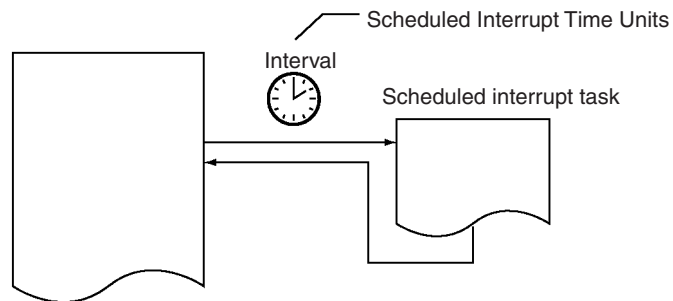 Scheduled Interrupt Time Units
Interval
Scheduled interrupt task